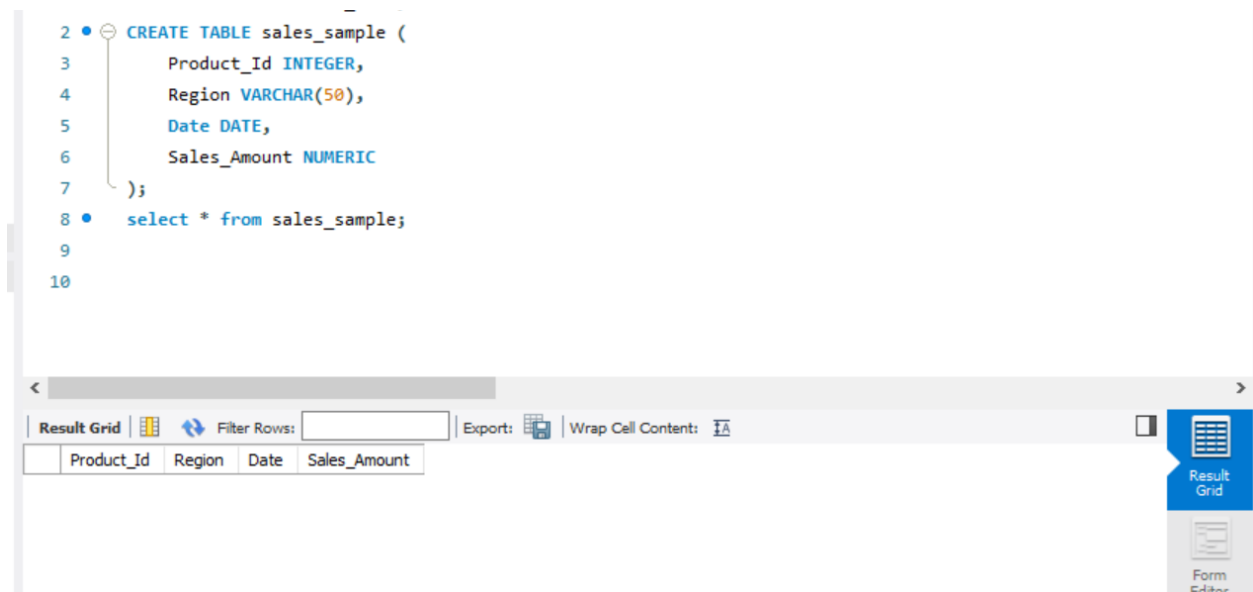 2 CREATE TABLE sales_sample (
3 Product_Id INTEGER,
4 Region VARCHAR(50),
5 Date DATE,
6 Sales_Amount NUMERIC
7 );
8 select * from sales_sample;
9
10
Result Grid Filter Rows: Export: Wrap Cell Content: IA
Product_Id Region Date Sales_Amount
Result
Grid
Form
Editor